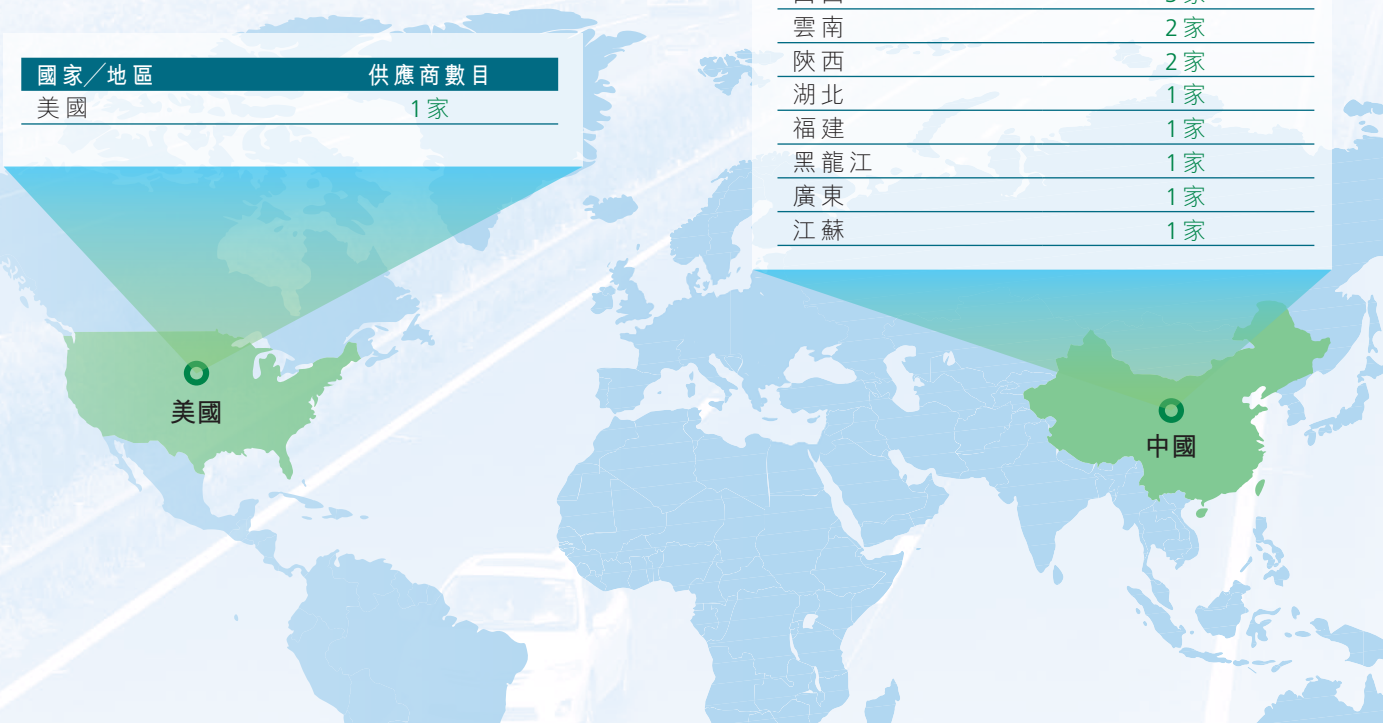 國家╱地區 供應商數目
美國 1家
雲南 2家
陝西 2家
湖北 1家
福建 1家
黑龍江 1家
廣東 1家
江蘇 1家
美國
中國